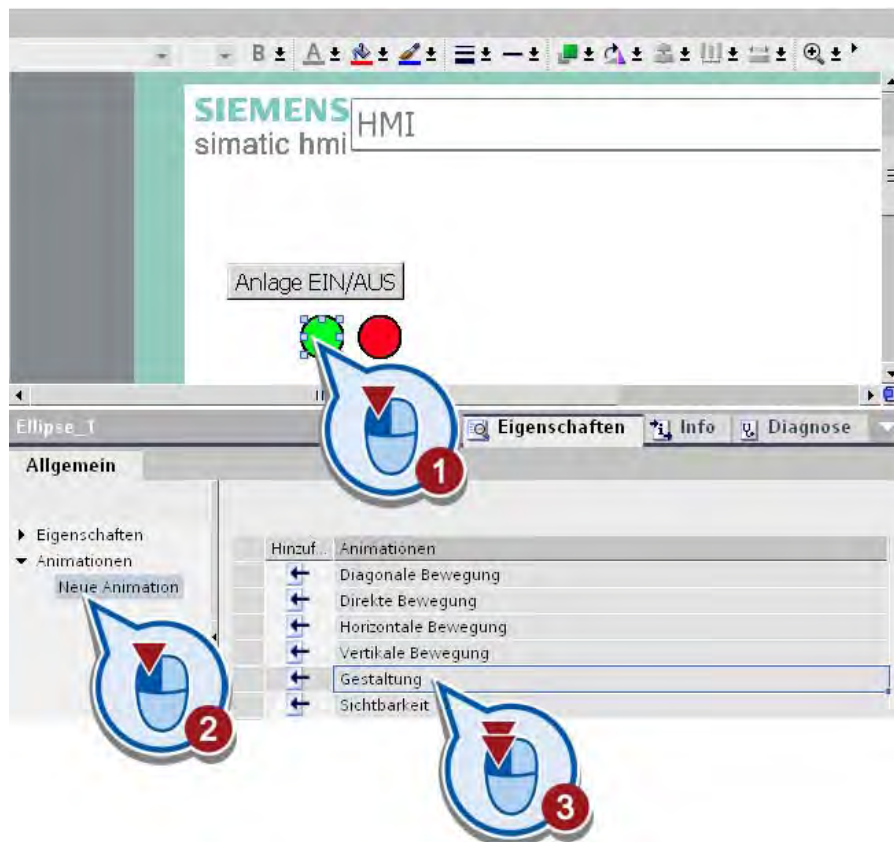 B
A
SIEMENS
simatic hmi
HMI
Anlage EIN/AUS
1
Ellipse_1
Eigenschaften
Info
Diagnose
Allgemein
Eigenschaften
Animationen
Neue Animation
2
Hinzuf... Animationen
Diagonale Bewegung
Direkte Bewegung
Horizontale Bewegung
Vertikale Bewegung
Gestaltung
Sichtbarkeit
3